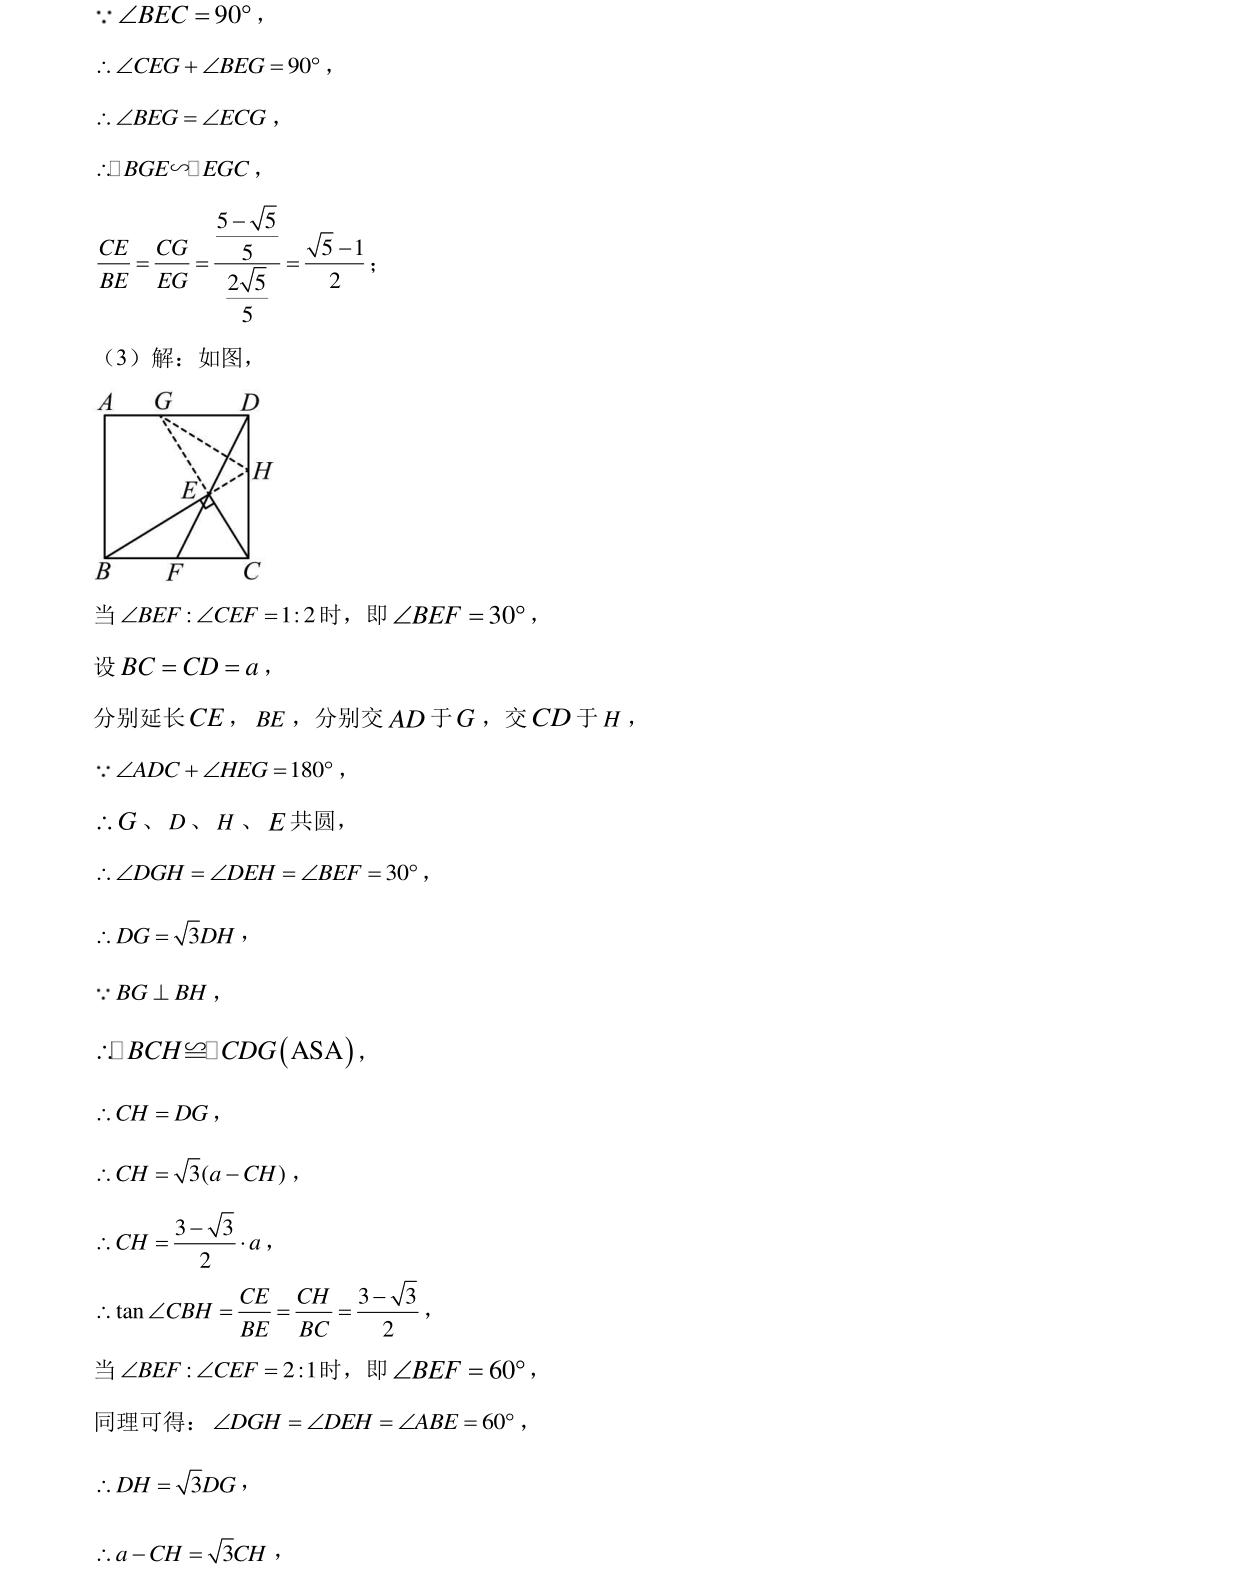 ∵∠BEC = 90°，
∴∠CEG + ∠BEG = 90°，
∴∠BEG = ∠ECG，
∴□BGE∽□EGC，
CE/BE = CG/EG = ((5−√5)/5)/((2√5)/5) = (√5−1)/2；
（3）解：如图，
A G D
H
E
B F C
当∠BEF : ∠CEF = 1 : 2时，即∠BEF = 30°，
设BC = CD = a，
分别延长CE，BE，分别交AD于G，交CD于H，
∵∠ADC + ∠HEG = 180°，
∴G、D、H、E共圆，
∴∠DGH = ∠DEH = ∠BEF = 30°，
∴DG = √3DH，
∵BG ⊥ BH，
∴□BCH≌□CDG(ASA)，
∴CH = DG，
∴CH = √3(a − CH)，
∴CH = (3−√3)/2 · a，
∴tan∠CBH = CE/BE = CH/BC = (3−√3)/2，
当∠BEF : ∠CEF = 2 : 1时，即∠BEF = 60°，
同理可得：∠DGH = ∠DEH = ∠ABE = 60°，
∴DH = √3DG，
∴a − CH = √3CH，